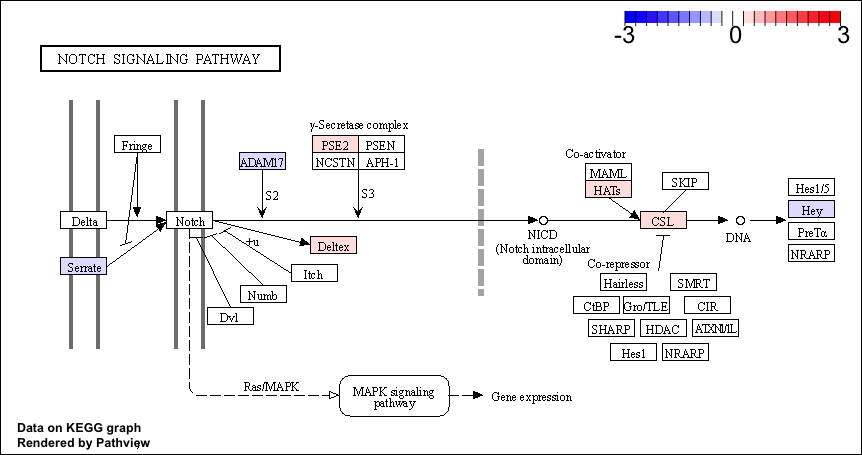 -3 0 3
NOTCH SIGNALING PATHWAY
Fringe
Delta
Serrate
Notch
ADAM17
S2
γ-Secretase complex
PSE2 PSEN
NCSTN APH-1
S3
Deltex
+u
Itch
Numb
Dvl
NICD
(Notch intracellular
domain)
Co-activator
MAML
HATs
SKIP
CSL
DNA
Hes1/5
Hey
PreTα
NRARP
Co-repressor
Hairless SMRT
CtBP Gro/TLE CIR
SHARP HDAC ATXN1/1L
Hes1 NRARP
Ras/MAPK
MAPK signaling
pathway
Gene expression
Data on KEGG graph
Rendered by Pathview